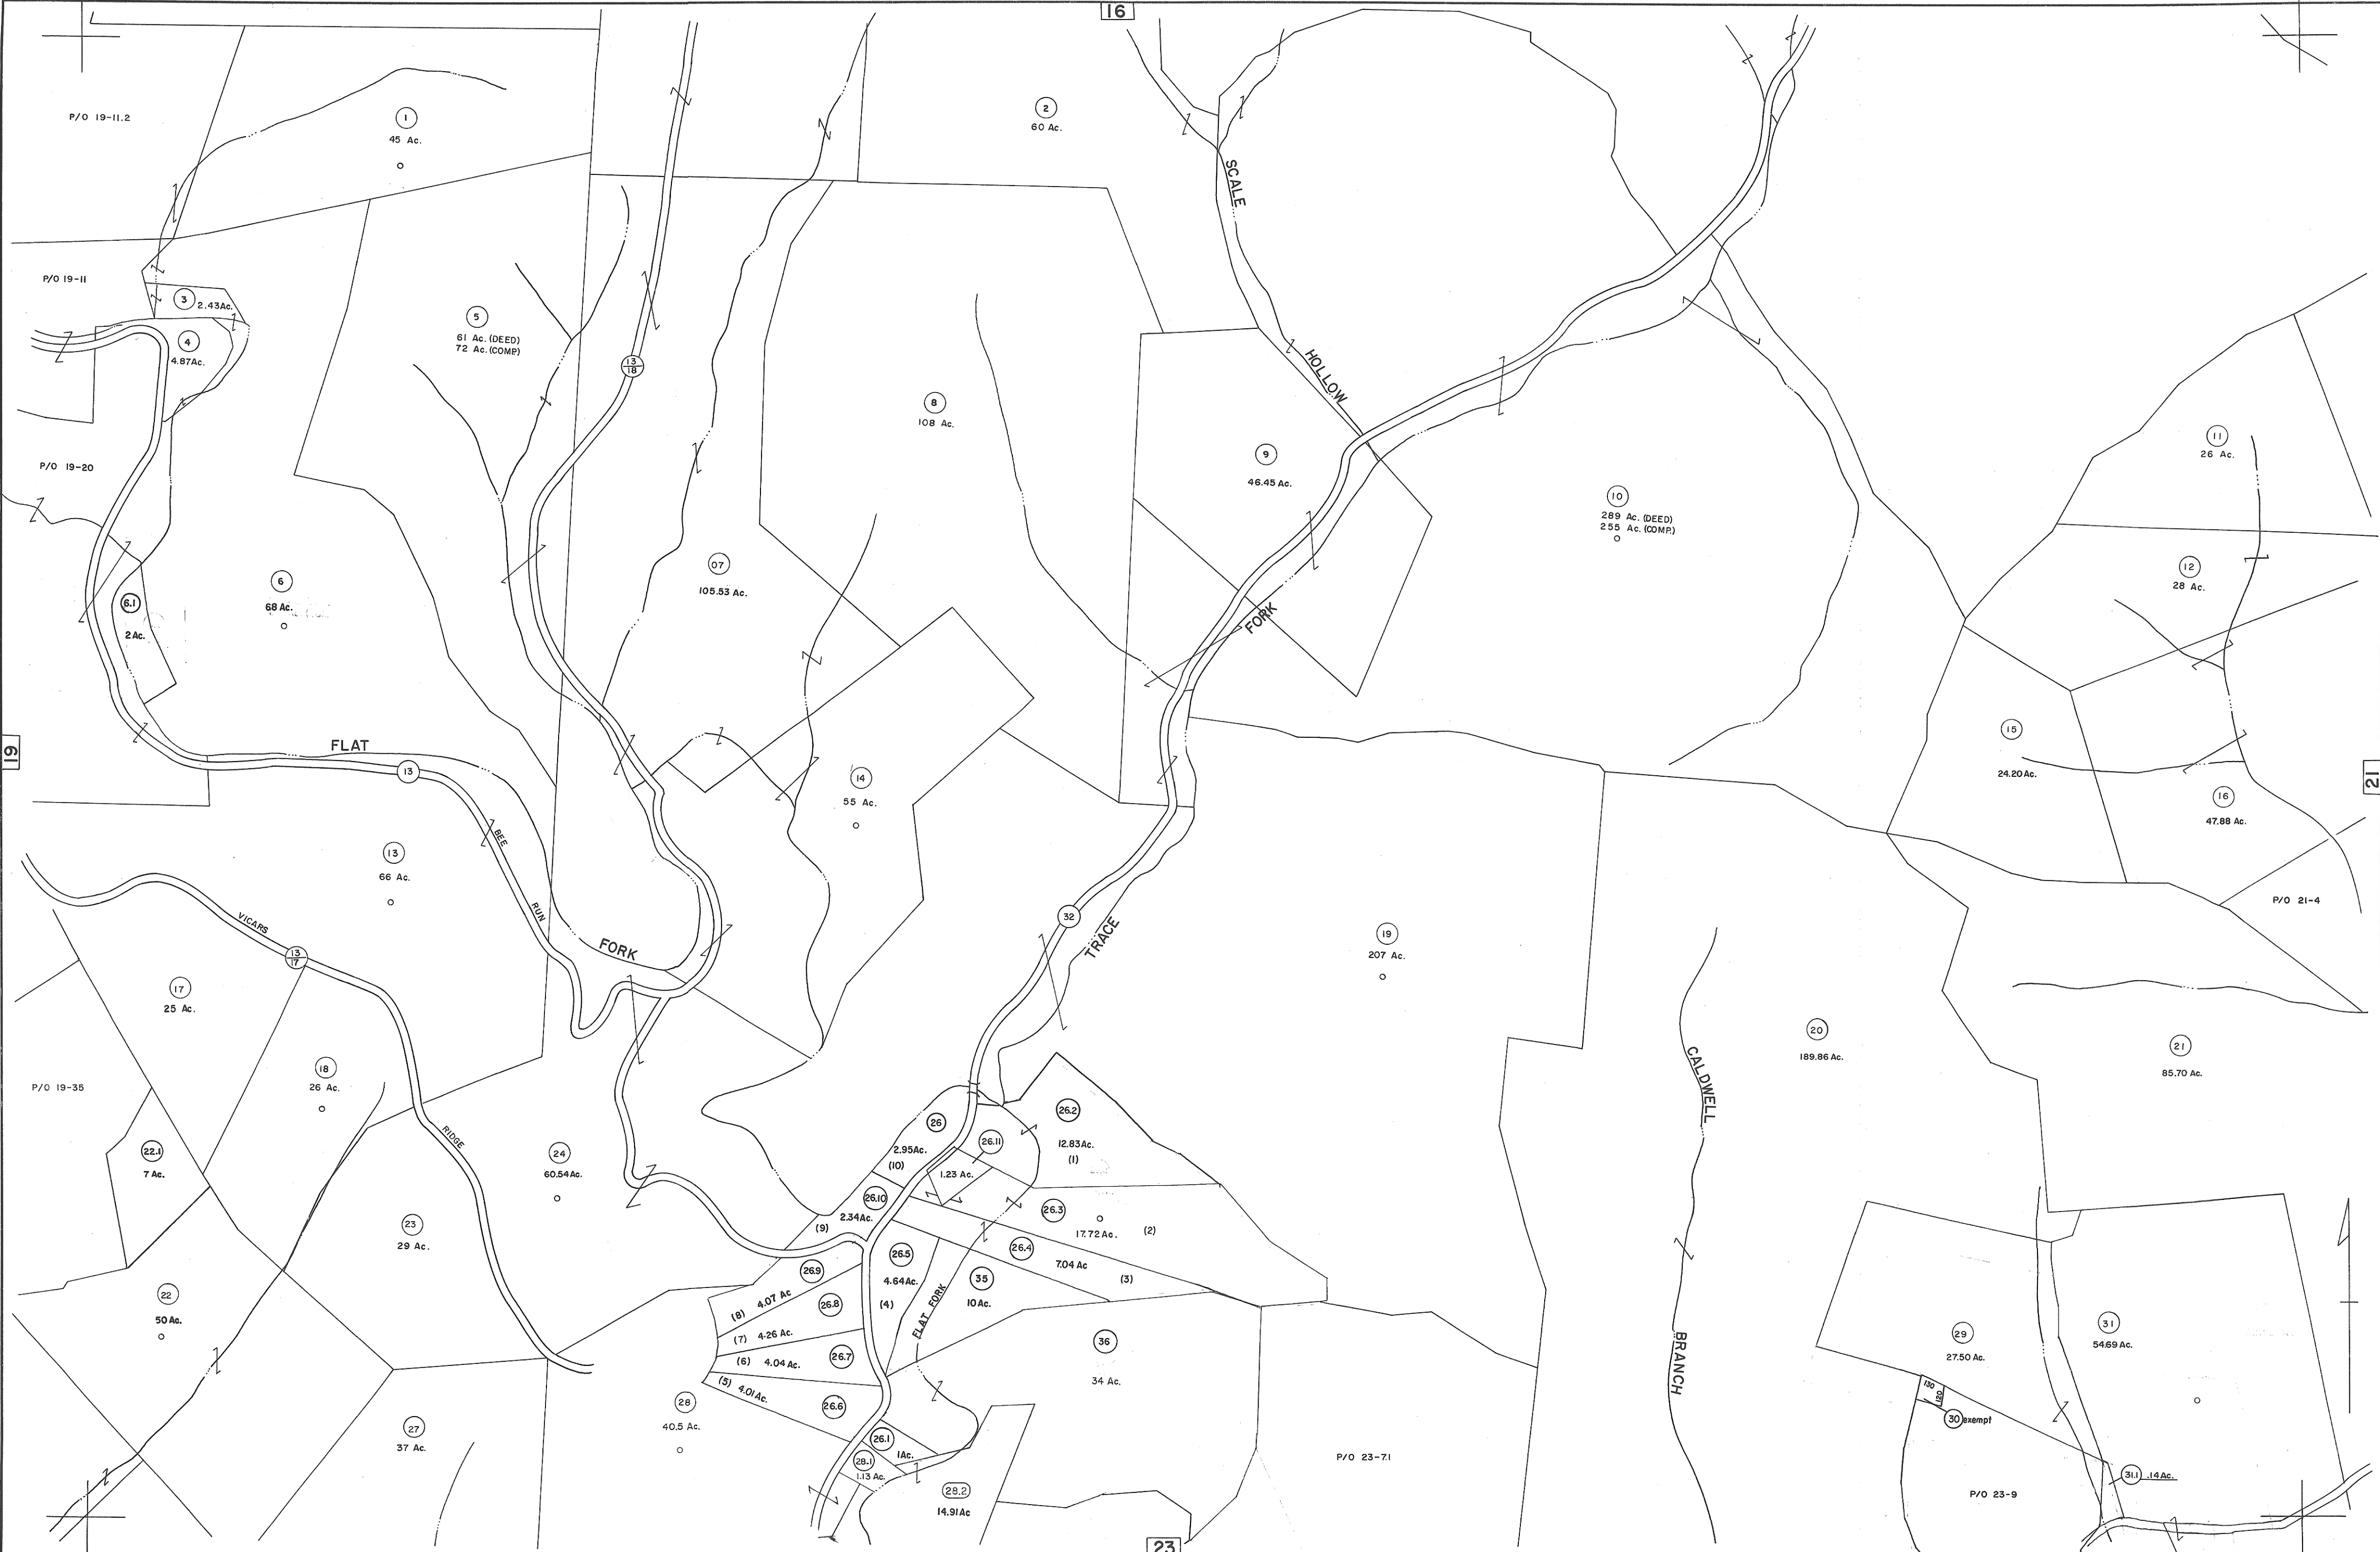 16
P/O 19-11.2
1
45 Ac.
2
60 Ac.
SCALE
HOLLOW
P/O 19-11
3
2.43Ac.
4
4.87Ac.
5
61 Ac. (DEED)
72 Ac. (COMP.)
13
18
8
108 Ac.
9
46.45 Ac.
10
289 Ac. (DEED)
255 Ac. (COMP.)
11
26 Ac.
P/O 19-20
12
28 Ac.
6
68 Ac.
6.1
2 Ac.
07
105.53 Ac.
FORK
19
FLAT
13
BEE
RUN
FORK
14
55 Ac.
15
24.20 Ac.
16
47.88 Ac.
21
13
66 Ac.
P/O 21-4
VICARS
13
17
32
TRACE
19
207 Ac.
17
25 Ac.
20
189.86 Ac.
21
85.70 Ac.
CALDWELL
BRANCH
P/O 19-35
18
26 Ac.
RIDGE
22.1
7 Ac.
24
60.54Ac.
26
2.95Ac.
(10)
26.11
1.23 Ac.
26.2
12.83Ac.
(1)
26.10
2.34Ac.
(9)
26.3
17.72 Ac.
(2)
23
29 Ac.
26.4
7.04 Ac
(3)
26.5
4.64Ac.
(4)
FLAT FORK
35
10 Ac.
26.9
(8) 4.07 Ac
26.8
(7) 4.26 Ac.
26.7
(6) 4.04 Ac.
26.6
(5) 4.01 Ac.
22
50 Ac.
36
34 Ac.
29
27.50 Ac.
31
54.69 Ac.
130
120
30 exempt
28
40.5 Ac.
26.1
1Ac.
28.1
1.13 Ac.
28.2
14.91Ac
27
37 Ac.
P/O 23-7.1
P/O 23-9
31.1 .14Ac.
23